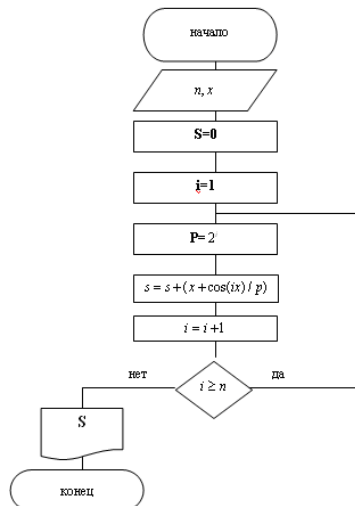 начало
n, x
S=0
i=1
P= 2
s = s + (x + cos(ix) / p)
i = i +1
i ≥ n
нет
да
S
конец